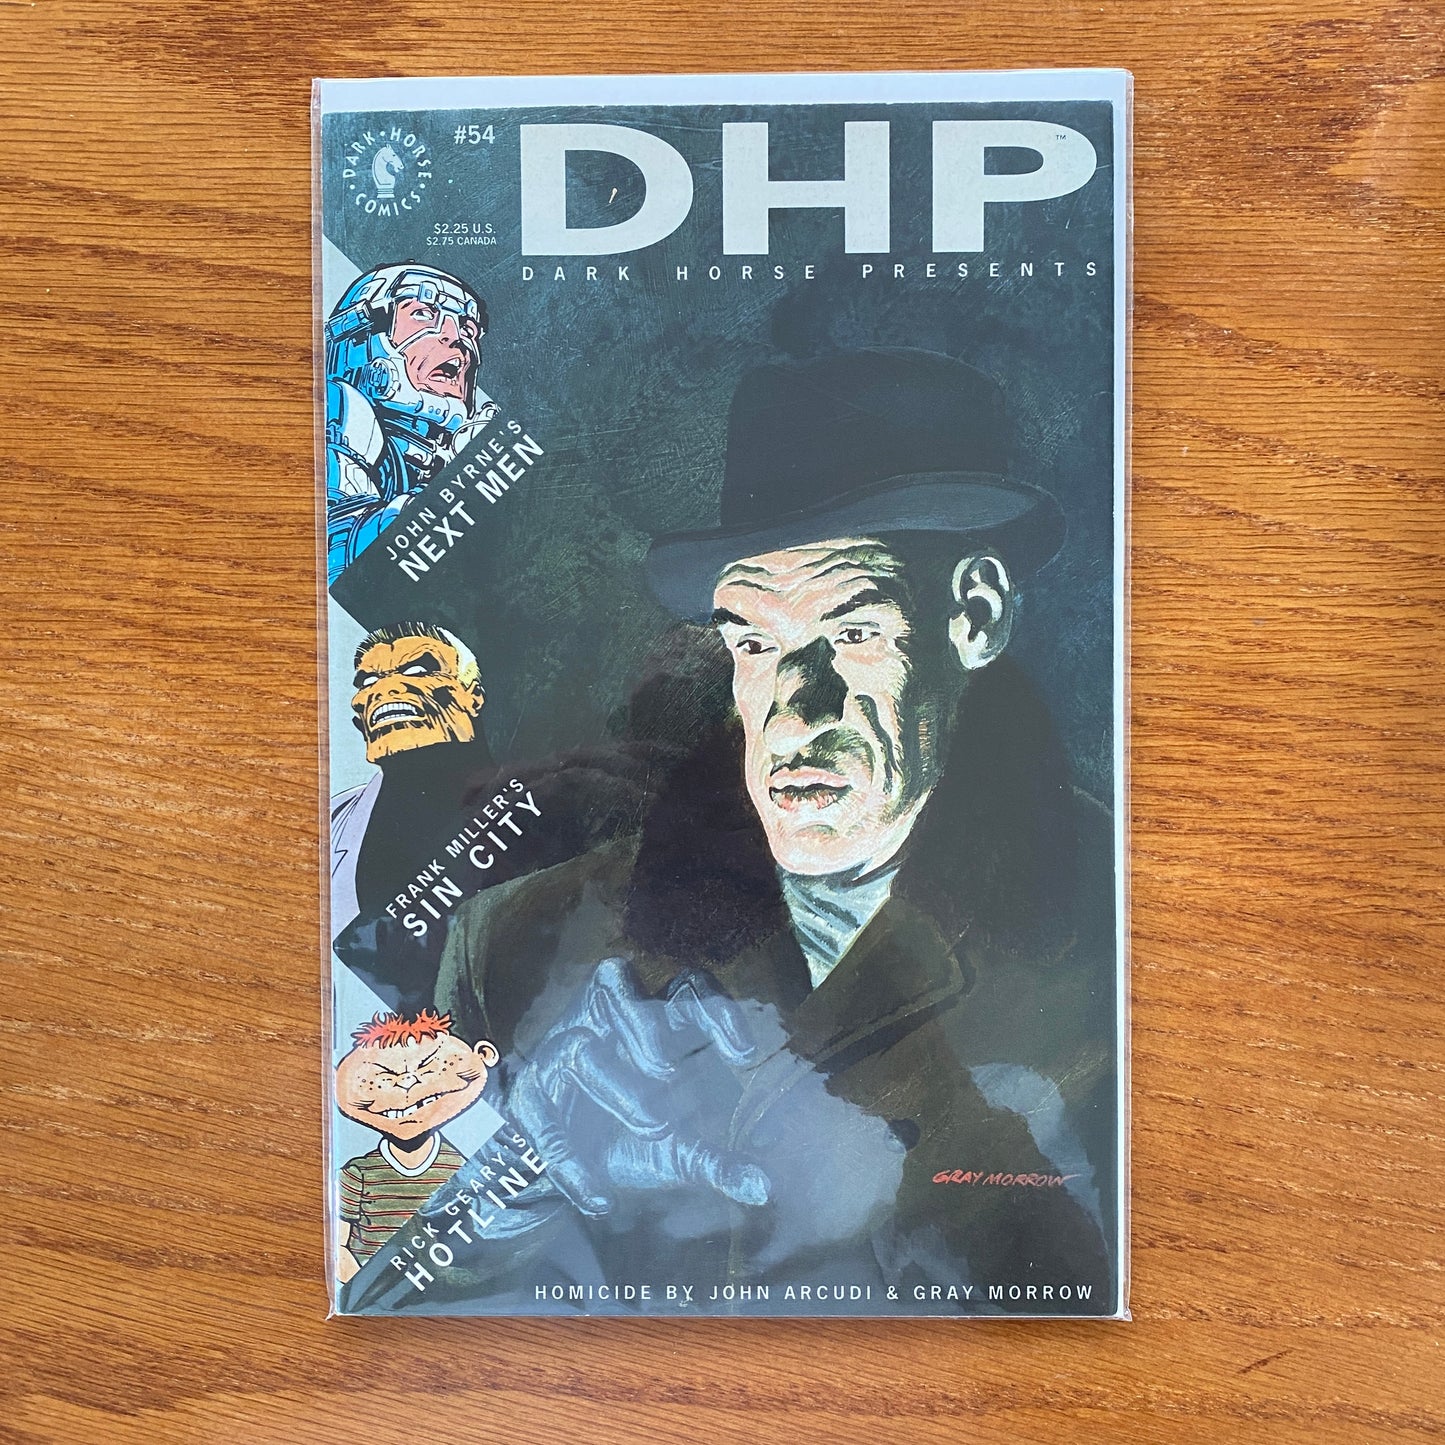 DARK • HORSE • COMICS •
#54
$2.25 U.S.
$2.75 CANADA
DHP™
DARK HORSE PRESENTS
JOHN BYRNE'S
NEXT MEN
FRANK MILLER'S
SIN CITY
RICK GEARY'S
HOTLINE
GRAY MORROW
HOMICIDE BY JOHN ARCUDI & GRAY MORROW